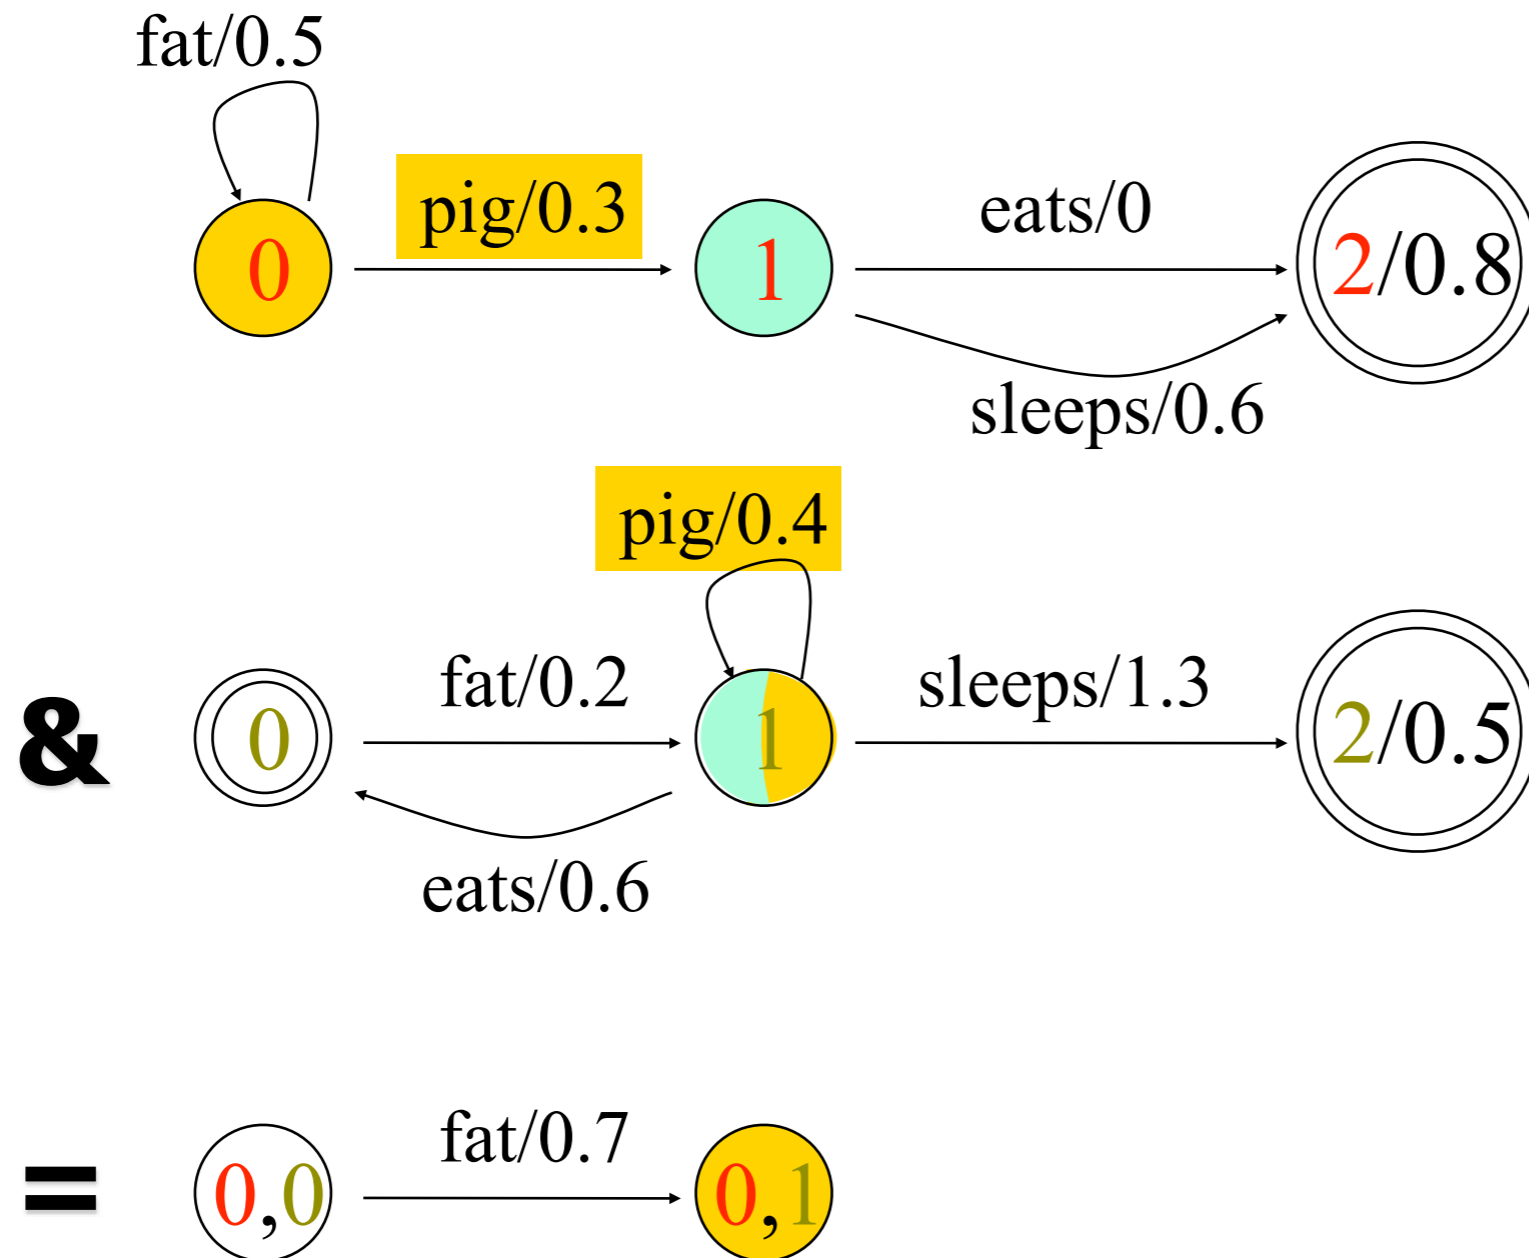 fat/0.5
pig/0.3
eats/0
0
1
2/0.8
sleeps/0.6
pig/0.4
fat/0.2
sleeps/1.3
& 0
1
2/0.5
eats/0.6
fat/0.7
= 0,0
0,1